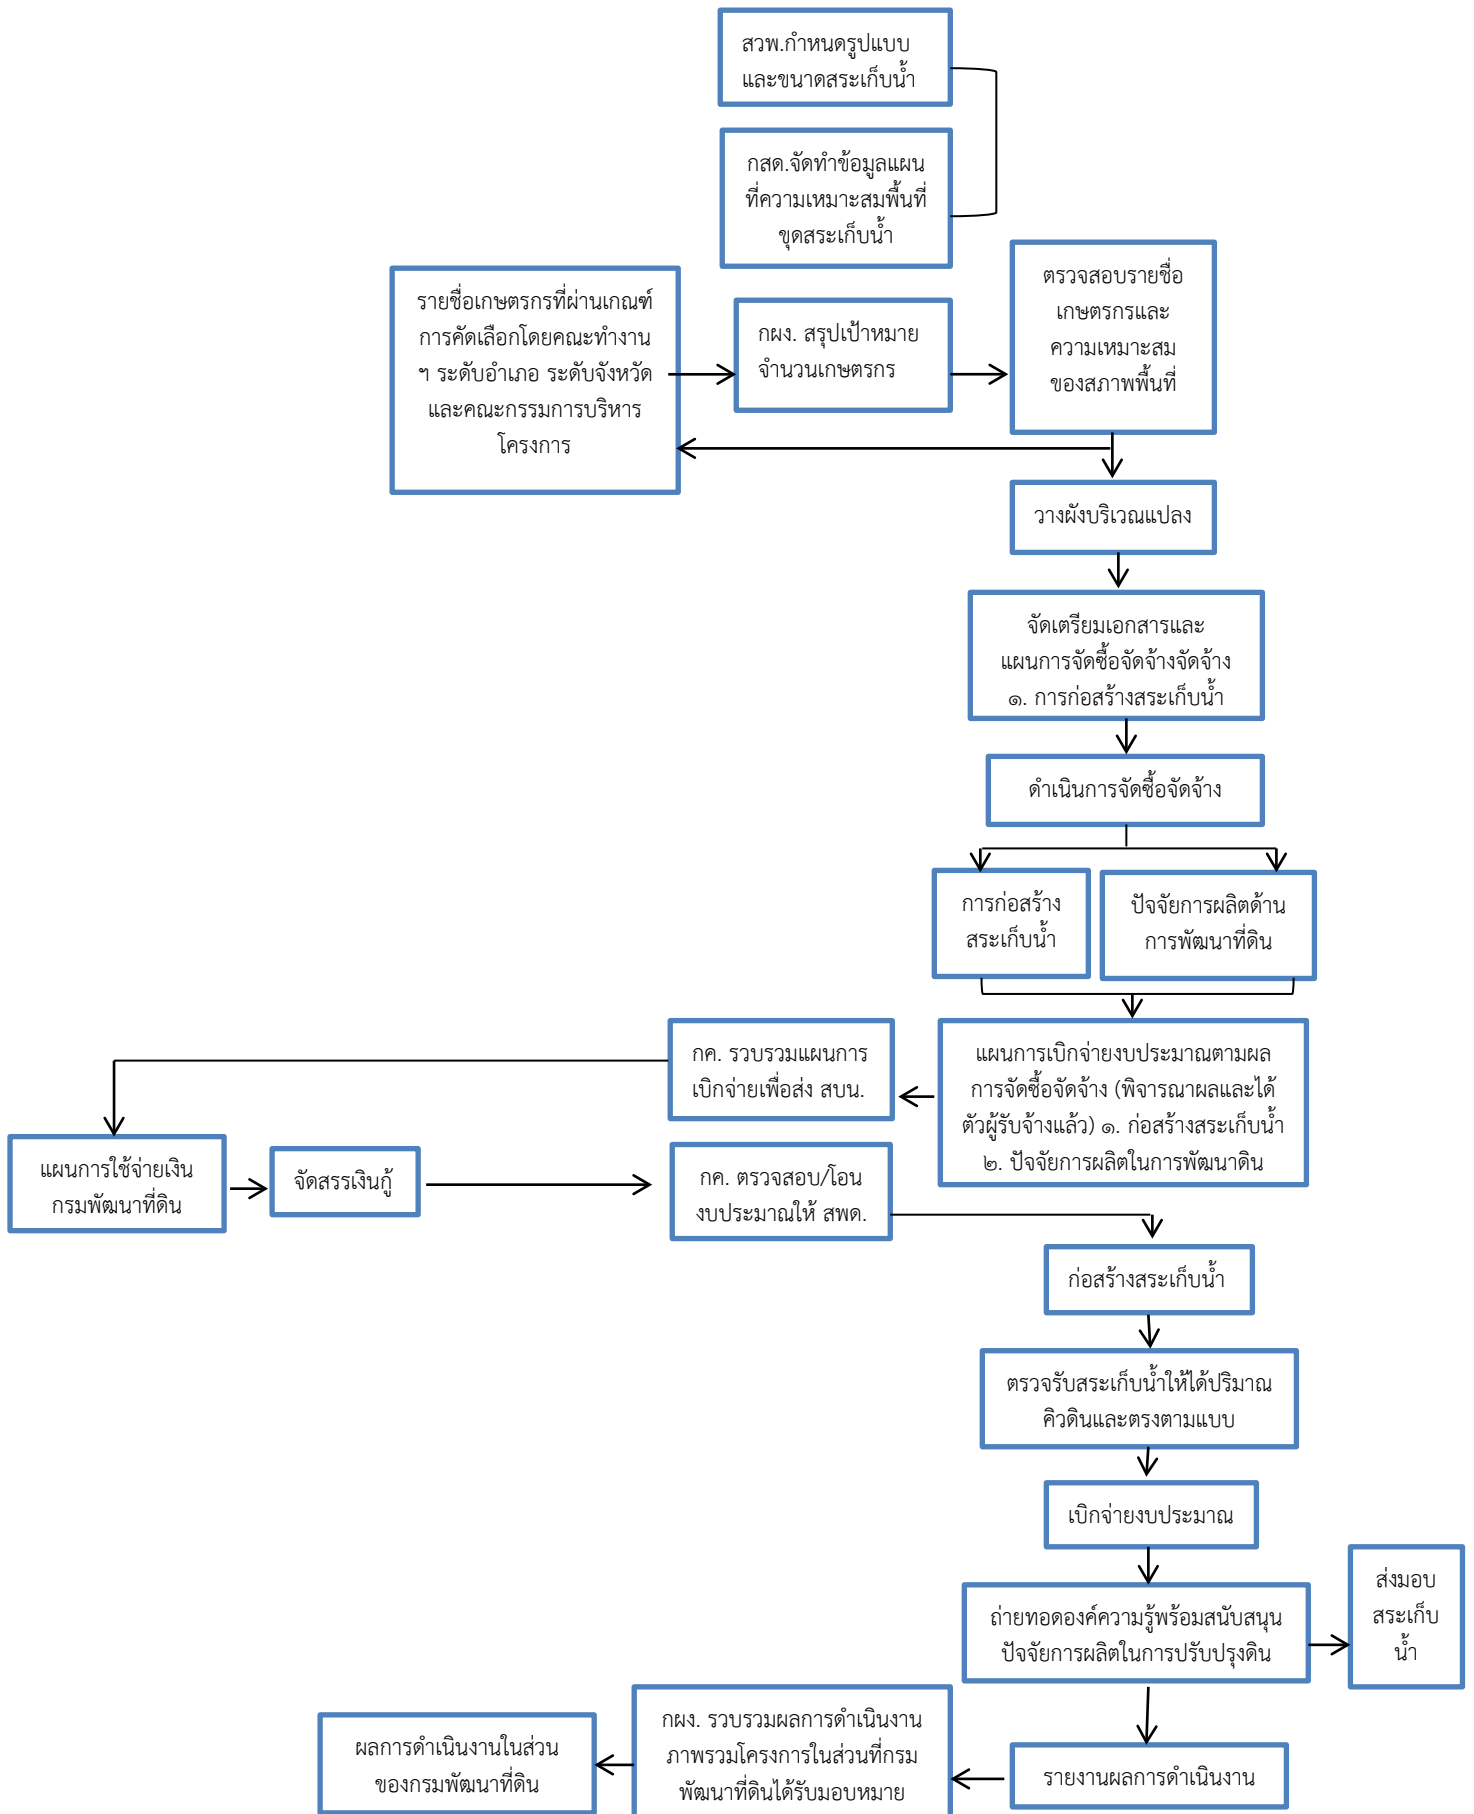 สวพ.กำหนดรูปแบบ
และขนาดสระเก็บน้ำ
กสด.จัดทำข้อมูลแผน
ที่ความเหมาะสมพื้นที่
ขุดสระเก็บน้ำ
รายชื่อเกษตรกรที่ผ่านเกณฑ์
การคัดเลือกโดยคณะทำงาน
ฯ ระดับอำเภอ ระดับจังหวัด
และคณะกรรมการบริหาร
โครงการ
กผง. สรุปเป้าหมาย
จำนวนเกษตรกร
ตรวจสอบรายชื่อ
เกษตรกรและ
ความเหมาะสม
ของสภาพพื้นที่
วางผังบริเวณแปลง
จัดเตรียมเอกสารและ
แผนการจัดซื้อจัดจ้างจัดจ้าง
๑. การก่อสร้างสระเก็บน้ำ
ดำเนินการจัดซื้อจัดจ้าง
การก่อสร้าง
สระเก็บน้ำ
ปัจจัยการผลิตด้าน
การพัฒนาที่ดิน
แผนการเบิกจ่ายงบประมาณตามผล
การจัดซื้อจัดจ้าง (พิจารณาผลและได้
ตัวผู้รับจ้างแล้ว) ๑. ก่อสร้างสระเก็บน้ำ
๒. ปัจจัยการผลิตในการพัฒนาดิน
กค. รวบรวมแผนการ
เบิกจ่ายเพื่อส่ง สบน.
แผนการใช้จ่ายเงิน
กรมพัฒนาที่ดิน
จัดสรรเงินกู้
กค. ตรวจสอบ/โอน
งบประมาณให้ สพด.
ก่อสร้างสระเก็บน้ำ
ตรวจรับสระเก็บน้ำให้ได้ปริมาณ
คิวดินและตรงตามแบบ
เบิกจ่ายงบประมาณ
ถ่ายทอดองค์ความรู้พร้อมสนับสนุน
ปัจจัยการผลิตในการปรับปรุงดิน
ส่งมอบ
สระเก็บ
น้ำ
รายงานผลการดำเนินงาน
กผง. รวบรวมผลการดำเนินงาน
ภาพรวมโครงการในส่วนที่กรม
พัฒนาที่ดินได้รับมอบหมาย
ผลการดำเนินงานในส่วน
ของกรมพัฒนาที่ดิน